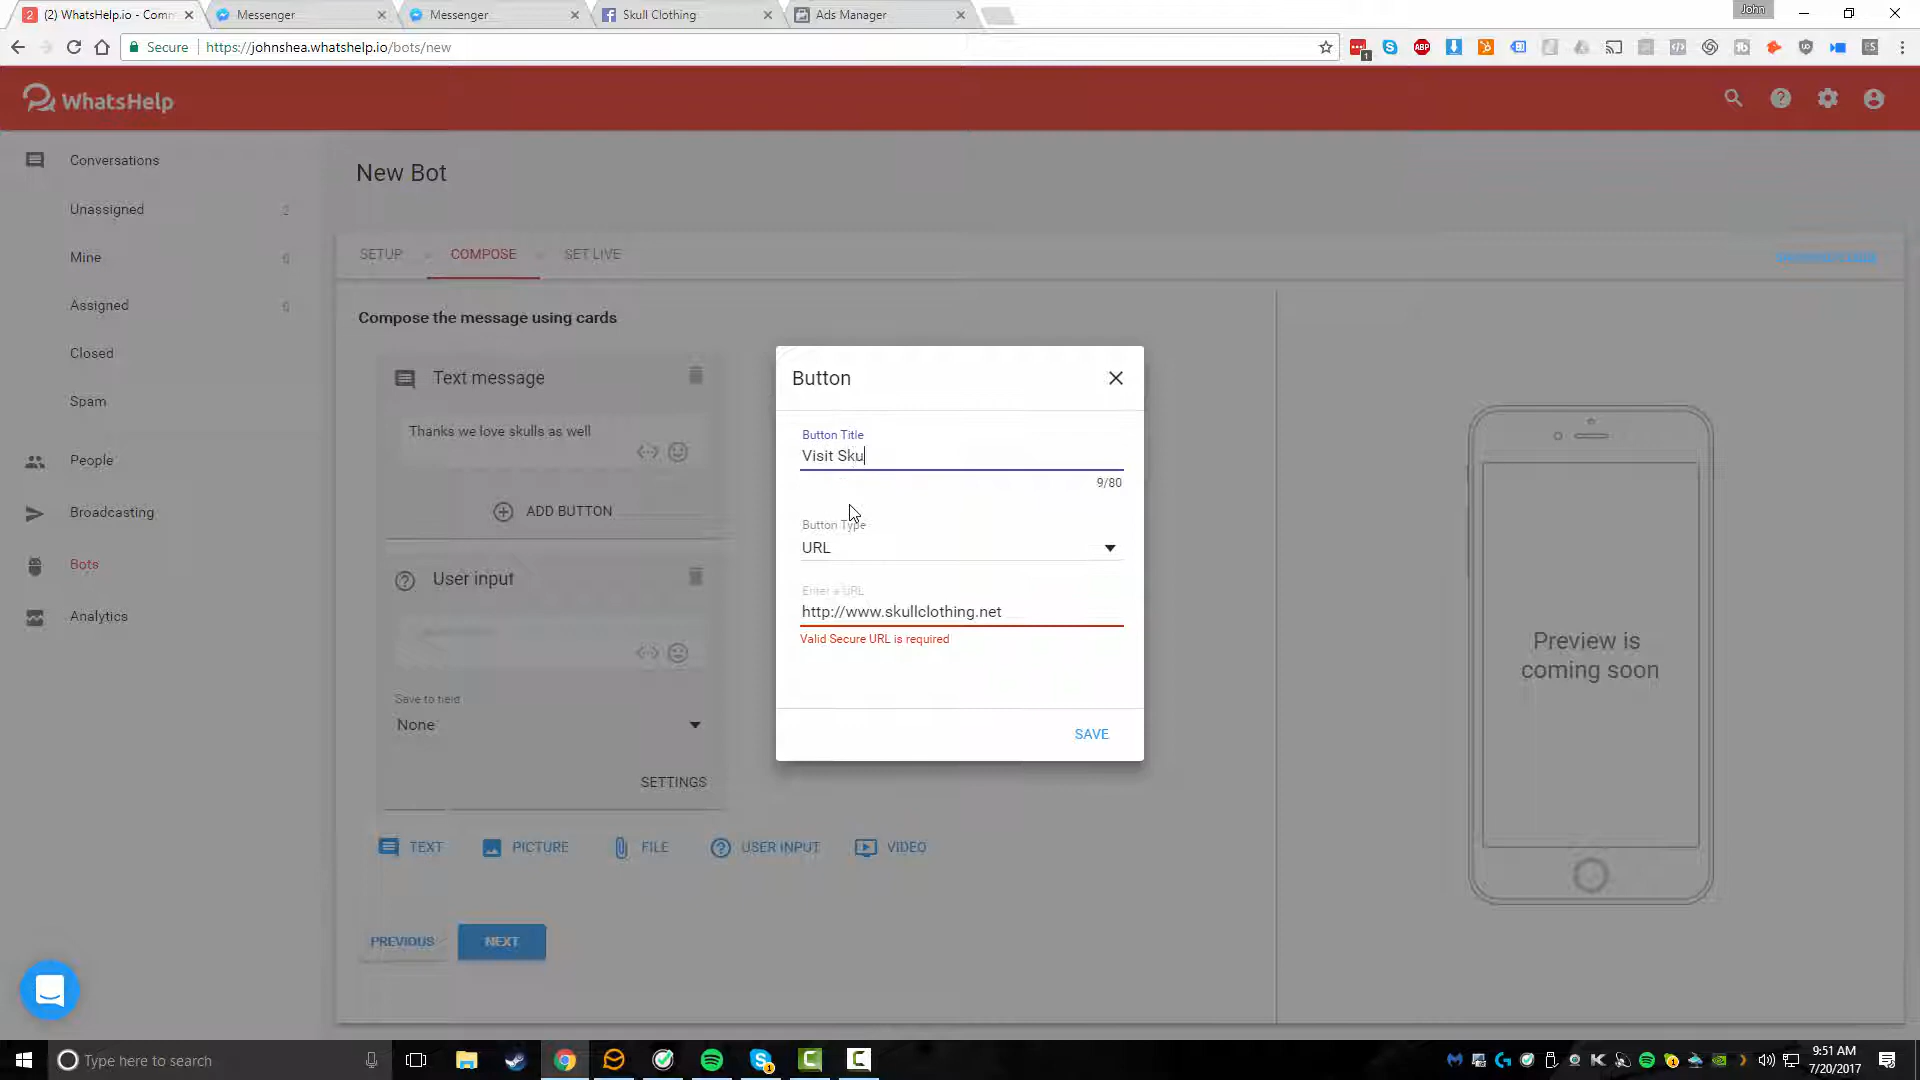 (2) WhatsHelp.io - Com
Messenger
Messenger
Skull Clothing
Ads Manager
John
Secure
https://johnshea.whatshelp.io/bots/new
WhatsHelp
Conversations
Unassigned 2
Mine 6
Assigned 6
Closed
Spam
People
Broadcasting
Bots
Analytics
New Bot
SETUP
COMPOSE
SET LIVE
Compose the message using cards
Text message
Thanks we love skulls as well
ADD BUTTON
User input
Save to field
None
SETTINGS
TEXT
PICTURE
FILE
USER INPUT
VIDEO
PREVIOUS
NEXT
Button
Button Title
Visit Sku
9/80
Button Type
URL
Enter a URL
http://www.skullclothing.net
Valid Secure URL is required
SAVE
Preview is
coming soon
Type here to search
9:51 AM
7/20/2017